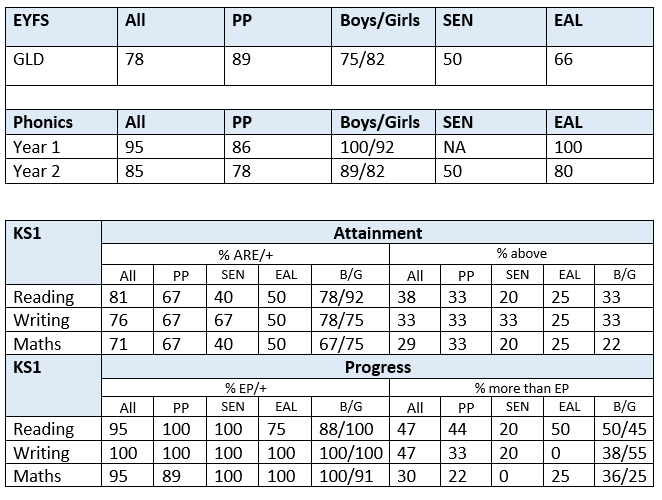 EYFS All PP Boys/Girls SEN EAL
GLD 78 89 75/82 50 66
Phonics All PP Boys/Girls SEN EAL
Year 1 95 86 100/92 NA 100
Year 2 85 78 89/82 50 80
KS1 Attainment
% ARE/+ % above
All PP SEN EAL B/G All PP SEN EAL B/G
Reading 81 67 40 50 78/92 38 33 20 25 33
Writing 76 67 67 50 78/75 33 33 33 25 33
Maths 71 67 40 50 67/75 29 33 20 25 22
KS1 Progress
% EP/+ % more than EP
All PP SEN EAL B/G All PP SEN EAL B/G
Reading 95 100 100 75 88/100 47 44 20 50 50/45
Writing 100 100 100 100 100/100 47 33 20 0 38/55
Maths 95 89 100 100 100/91 30 22 0 25 36/25